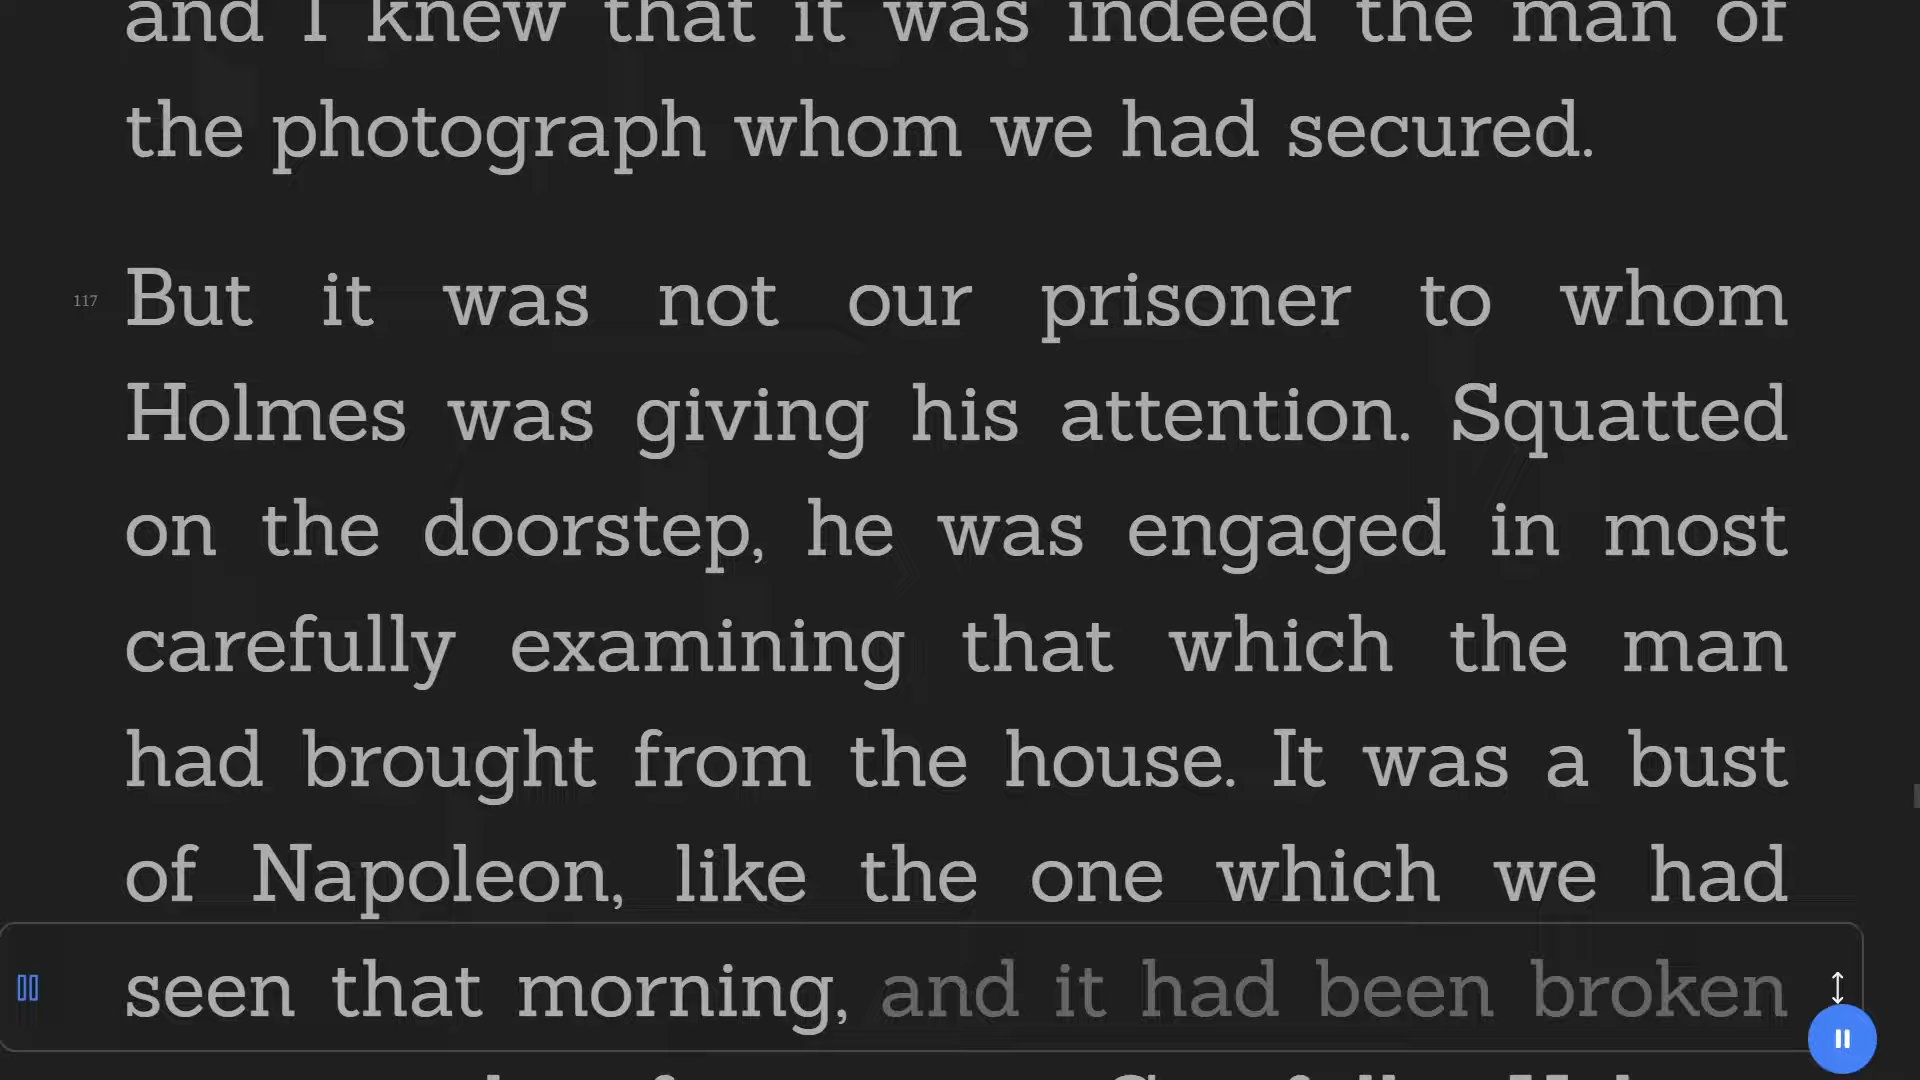 and I knew that it was indeed the man of
the photograph whom we had secured.
117
But it was not our prisoner to whom
Holmes was giving his attention. Squatted
on the doorstep, he was engaged in most
carefully examining that which the man
had brought from the house. It was a bust
of Napoleon, like the one which we had
seen that morning, and it had been broken